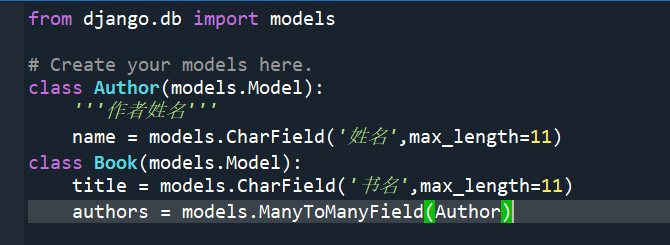 from django.db import models

# Create your models here.
class Author(models.Model):
    '''作者姓名'''
    name = models.CharField('姓名',max_length=11)
class Book(models.Model):
    title = models.CharField('书名',max_length=11)
    authors = models.ManyToManyField(Author)